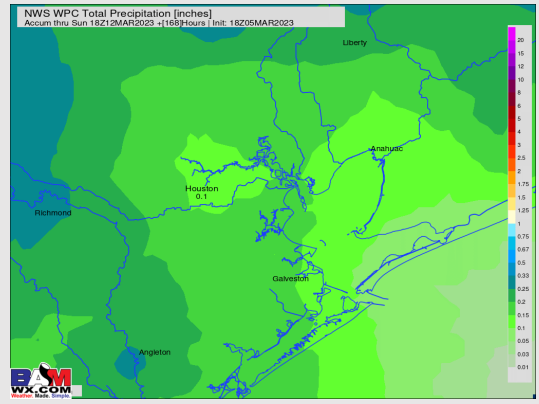 NWS WPC Total Precipitation [inches]
Accum thru Sun 18Z12MAR2023 +[168]Hours | Init: 18Z05MAR2023
Liberty
Anahuac
Houston
0.1
Richmond
Galveston
Angleton
20
15
12
10
8
6
5
4
3
2.5
2
1.75
1.5
1.25
1
0.75
0.67
0.5
0.33
0.25
0.2
0.15
0.1
0.05
0.03
0.01
BAM
WX.COM
Weather. Made. Simple.